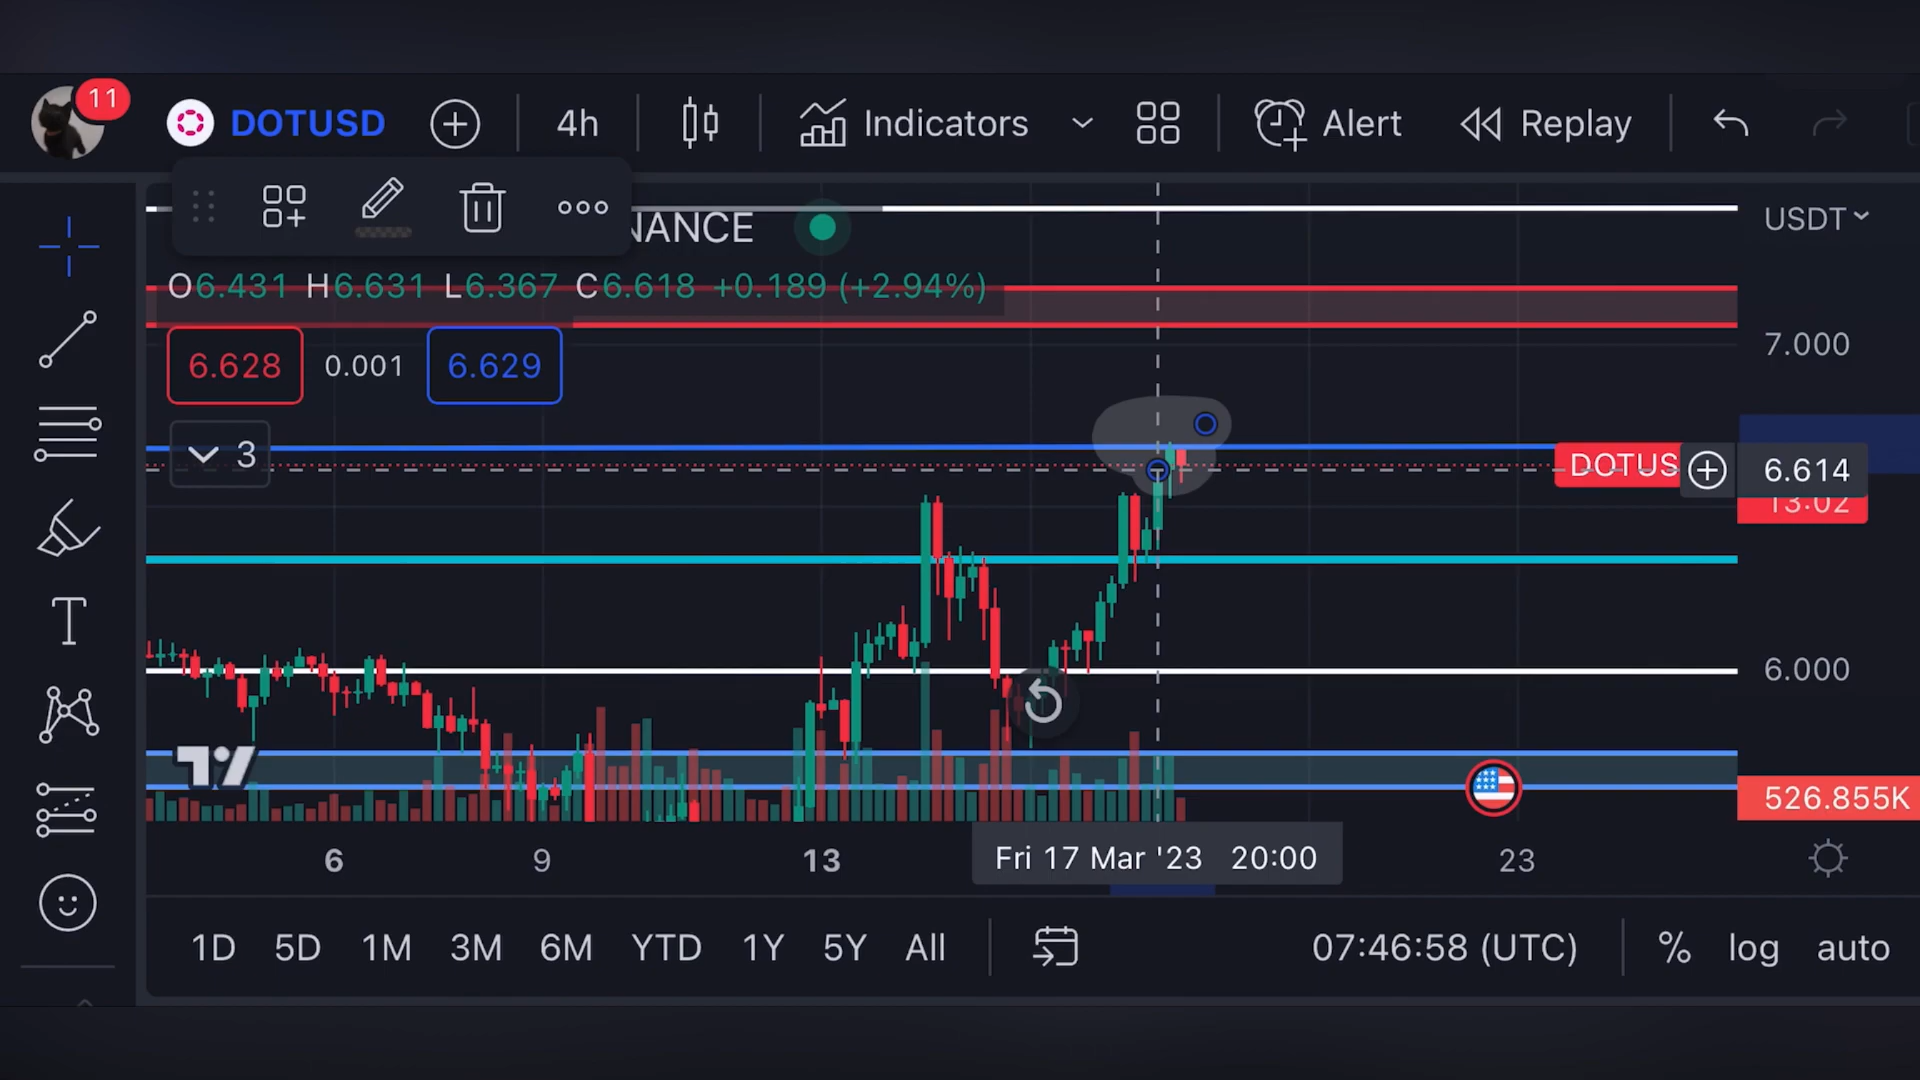 11
DOTUSD 4h Indicators Alert Replay
NANCE
USDT
O6.431 H6.631 L6.367 C6.618 +0.189 (+2.94%)
6.628 0.001 6.629
7.000
3
DOTUS 6.614
13:02
6.000
526.855K
6 9 13 Fri 17 Mar '23 20:00 23
1D 5D 1M 3M 6M YTD 1Y 5Y All 07:46:58 (UTC) % log auto